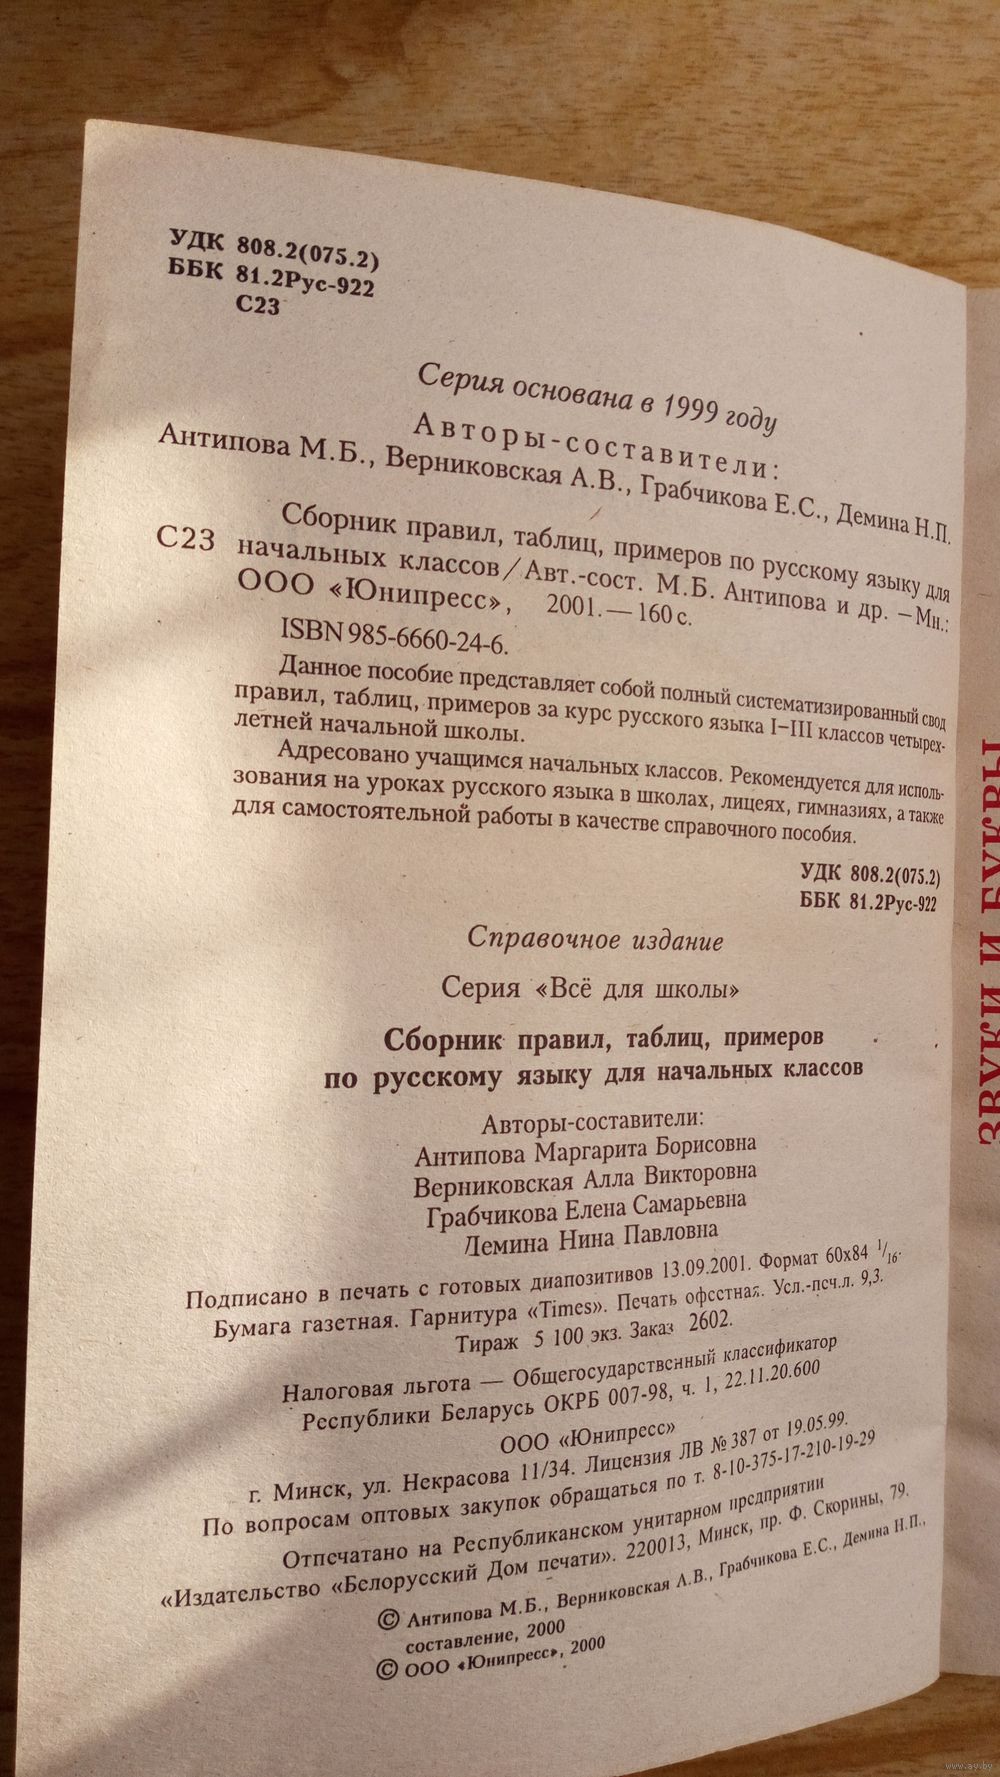 УДК 808.2(075.2)
ББК 81.2Рус-922
С23
Серия основана в 1999 году
Авторы-составители:
Антипова М.Б., Верниковская А.В., Грабчикова Е.С., Демина Н.П.
Сборник правил, таблиц, примеров по русскому языку для
С23 начальных классов / Авт.-сост. М.Б. Антипова и др. – Мн.:
ООО «Юнипресс», 2001. — 160 с.
ISBN 985-6660-24-6.
Данное пособие представляет собой полный систематизированный свод
правил, таблиц, примеров за курс русского языка I–III классов четырех-
летней начальной школы.
Адресовано учащимся начальных классов. Рекомендуется для исполь-
зования на уроках русского языка в школах, лицеях, гимназиях, а также
для самостоятельной работы в качестве справочного пособия.
УДК 808.2(075.2)
ББК 81.2Рус-922
Справочное издание
Серия «Всё для школы»
Сборник правил, таблиц, примеров
по русскому языку для начальных классов
Авторы-составители:
Антипова Маргарита Борисовна
Верниковская Алла Викторовна
Грабчикова Елена Самарьевна
Демина Нина Павловна
Подписано в печать с готовых диапозитивов 13.09.2001. Формат 60х84 1/16.
Бумага газетная. Гарнитура «Times». Печать офсетная. Усл.-печ.л. 9,3.
Тираж 5 100 экз. Заказ 2602.
Налоговая льгота — Общегосударственный классификатор
Республики Беларусь ОКРБ 007-98, ч. 1, 22.11.20.600
ООО «Юнипресс»
г. Минск, ул. Некрасова 11/34. Лицензия ЛВ № 387 от 19.05.99.
По вопросам оптовых закупок обращаться по т. 8-10-375-17-210-19-29
Отпечатано на Республиканском унитарном предприятии
«Издательство «Белорусский Дом печати». 220013, Минск, пр. Ф. Скорины, 79.
© Антипова М.Б., Верниковская А.В., Грабчикова Е.С., Демина Н.П.,
составление, 2000
© ООО «Юнипресс», 2000
ЗВУКИ И БУКВЫ
www.ay.by